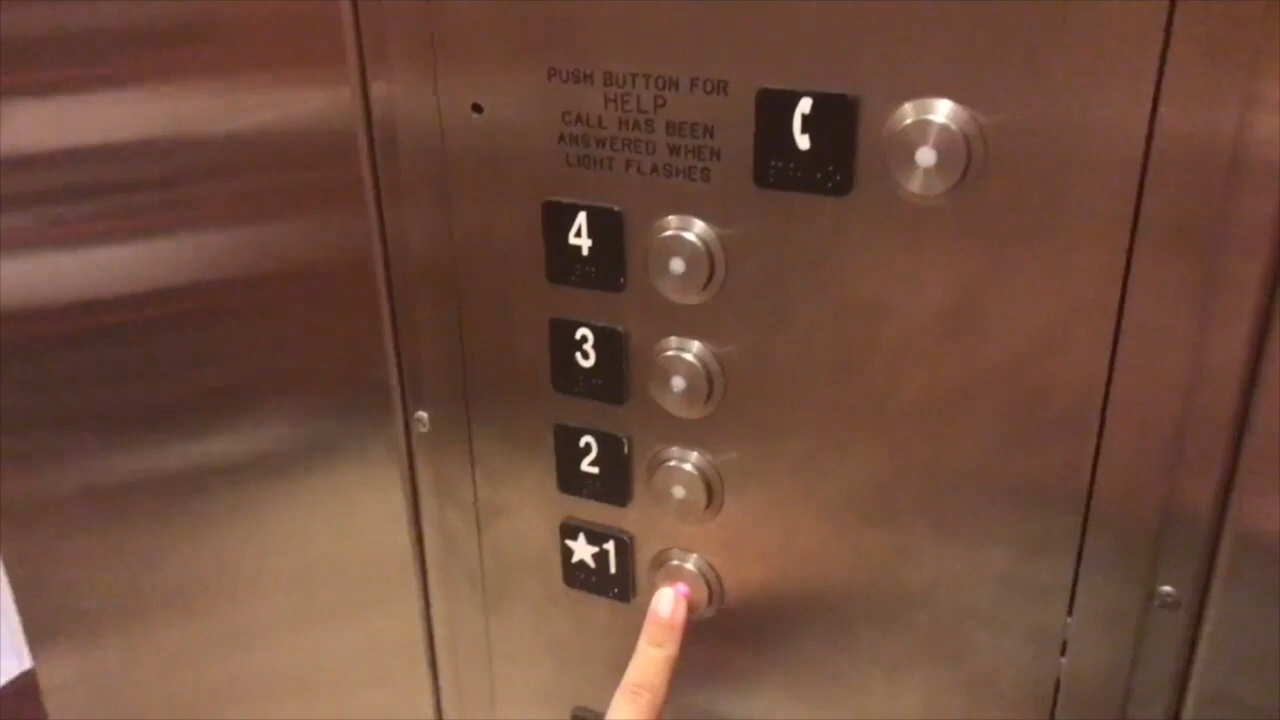 PUSH BUTTON FOR
HELP
CALL HAS BEEN
ANSWERED WHEN
LIGHT FLASHES
4
3
2
★1